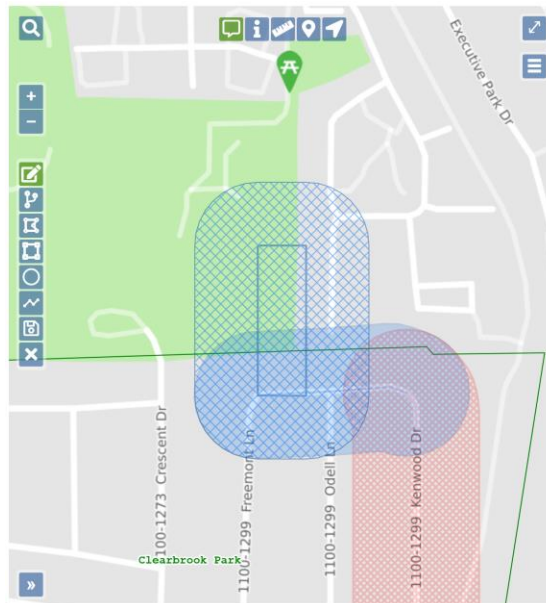 Executive Park Dr
+
−
i
100-1273 Crescent Dr
1100-1299 Freemont Ln
1100-1299 Odell Ln
1100-1299 Kenwood Dr
Clearbrook Park
»